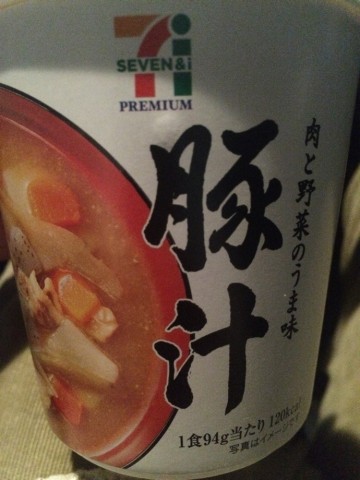 SEVEN&i
PREMIUM
肉と野菜のうま味
豚汁
1食94g当たり 120kcal
写真はイメージです